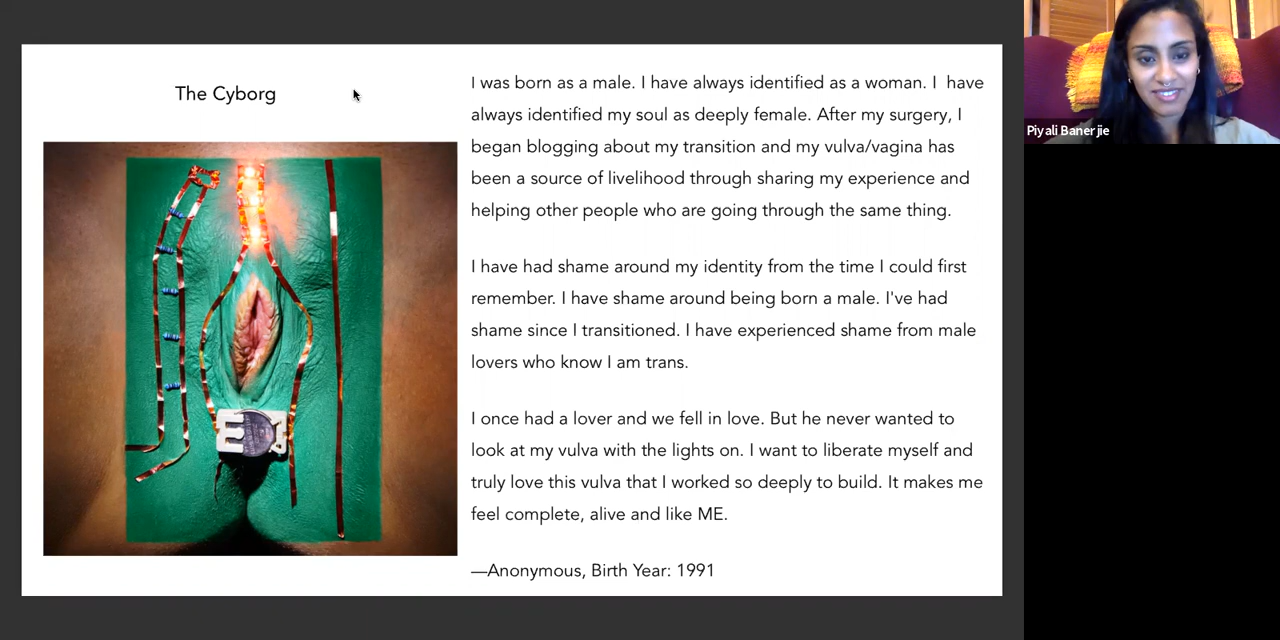 The Cyborg
I was born as a male. I have always identified as a woman. I have
always identified my soul as deeply female. After my surgery, I
began blogging about my transition and my vulva/vagina has
been a source of livelihood through sharing my experience and
helping other people who are going through the same thing.
I have had shame around my identity from the time I could first
remember. I have shame around being born a male. I've had
shame since I transitioned. I have experienced shame from male
lovers who know I am trans.
I once had a lover and we fell in love. But he never wanted to
look at my vulva with the lights on. I want to liberate myself and
truly love this vulva that I worked so deeply to build. It makes me
feel complete, alive and like ME.
—Anonymous, Birth Year: 1991
Piyali Banerjie